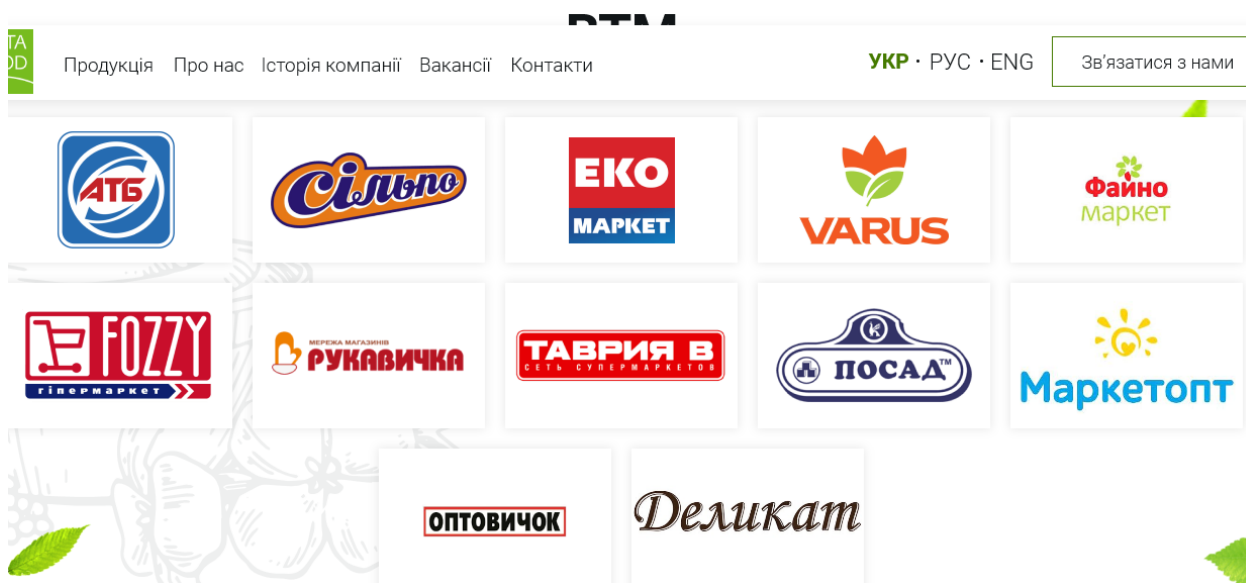 Продукція Про нас Історія компанії Вакансії Контакти
УКР · РУС · ENG
Зв'язатися з нами
АТБ
Сільпо
ЕКО
МАРКЕТ
VARUS
Файно
маркет
FOZZY
гіпермаркет
МЕРЕЖА МАГАЗИНІВ
РУКАВИЧКА
ТАВРИЯ В
СЕТЬ СУПЕРМАРКЕТОВ
К
ПОСАД™
Маркетопт
ОПТОВИЧОК
Деликат